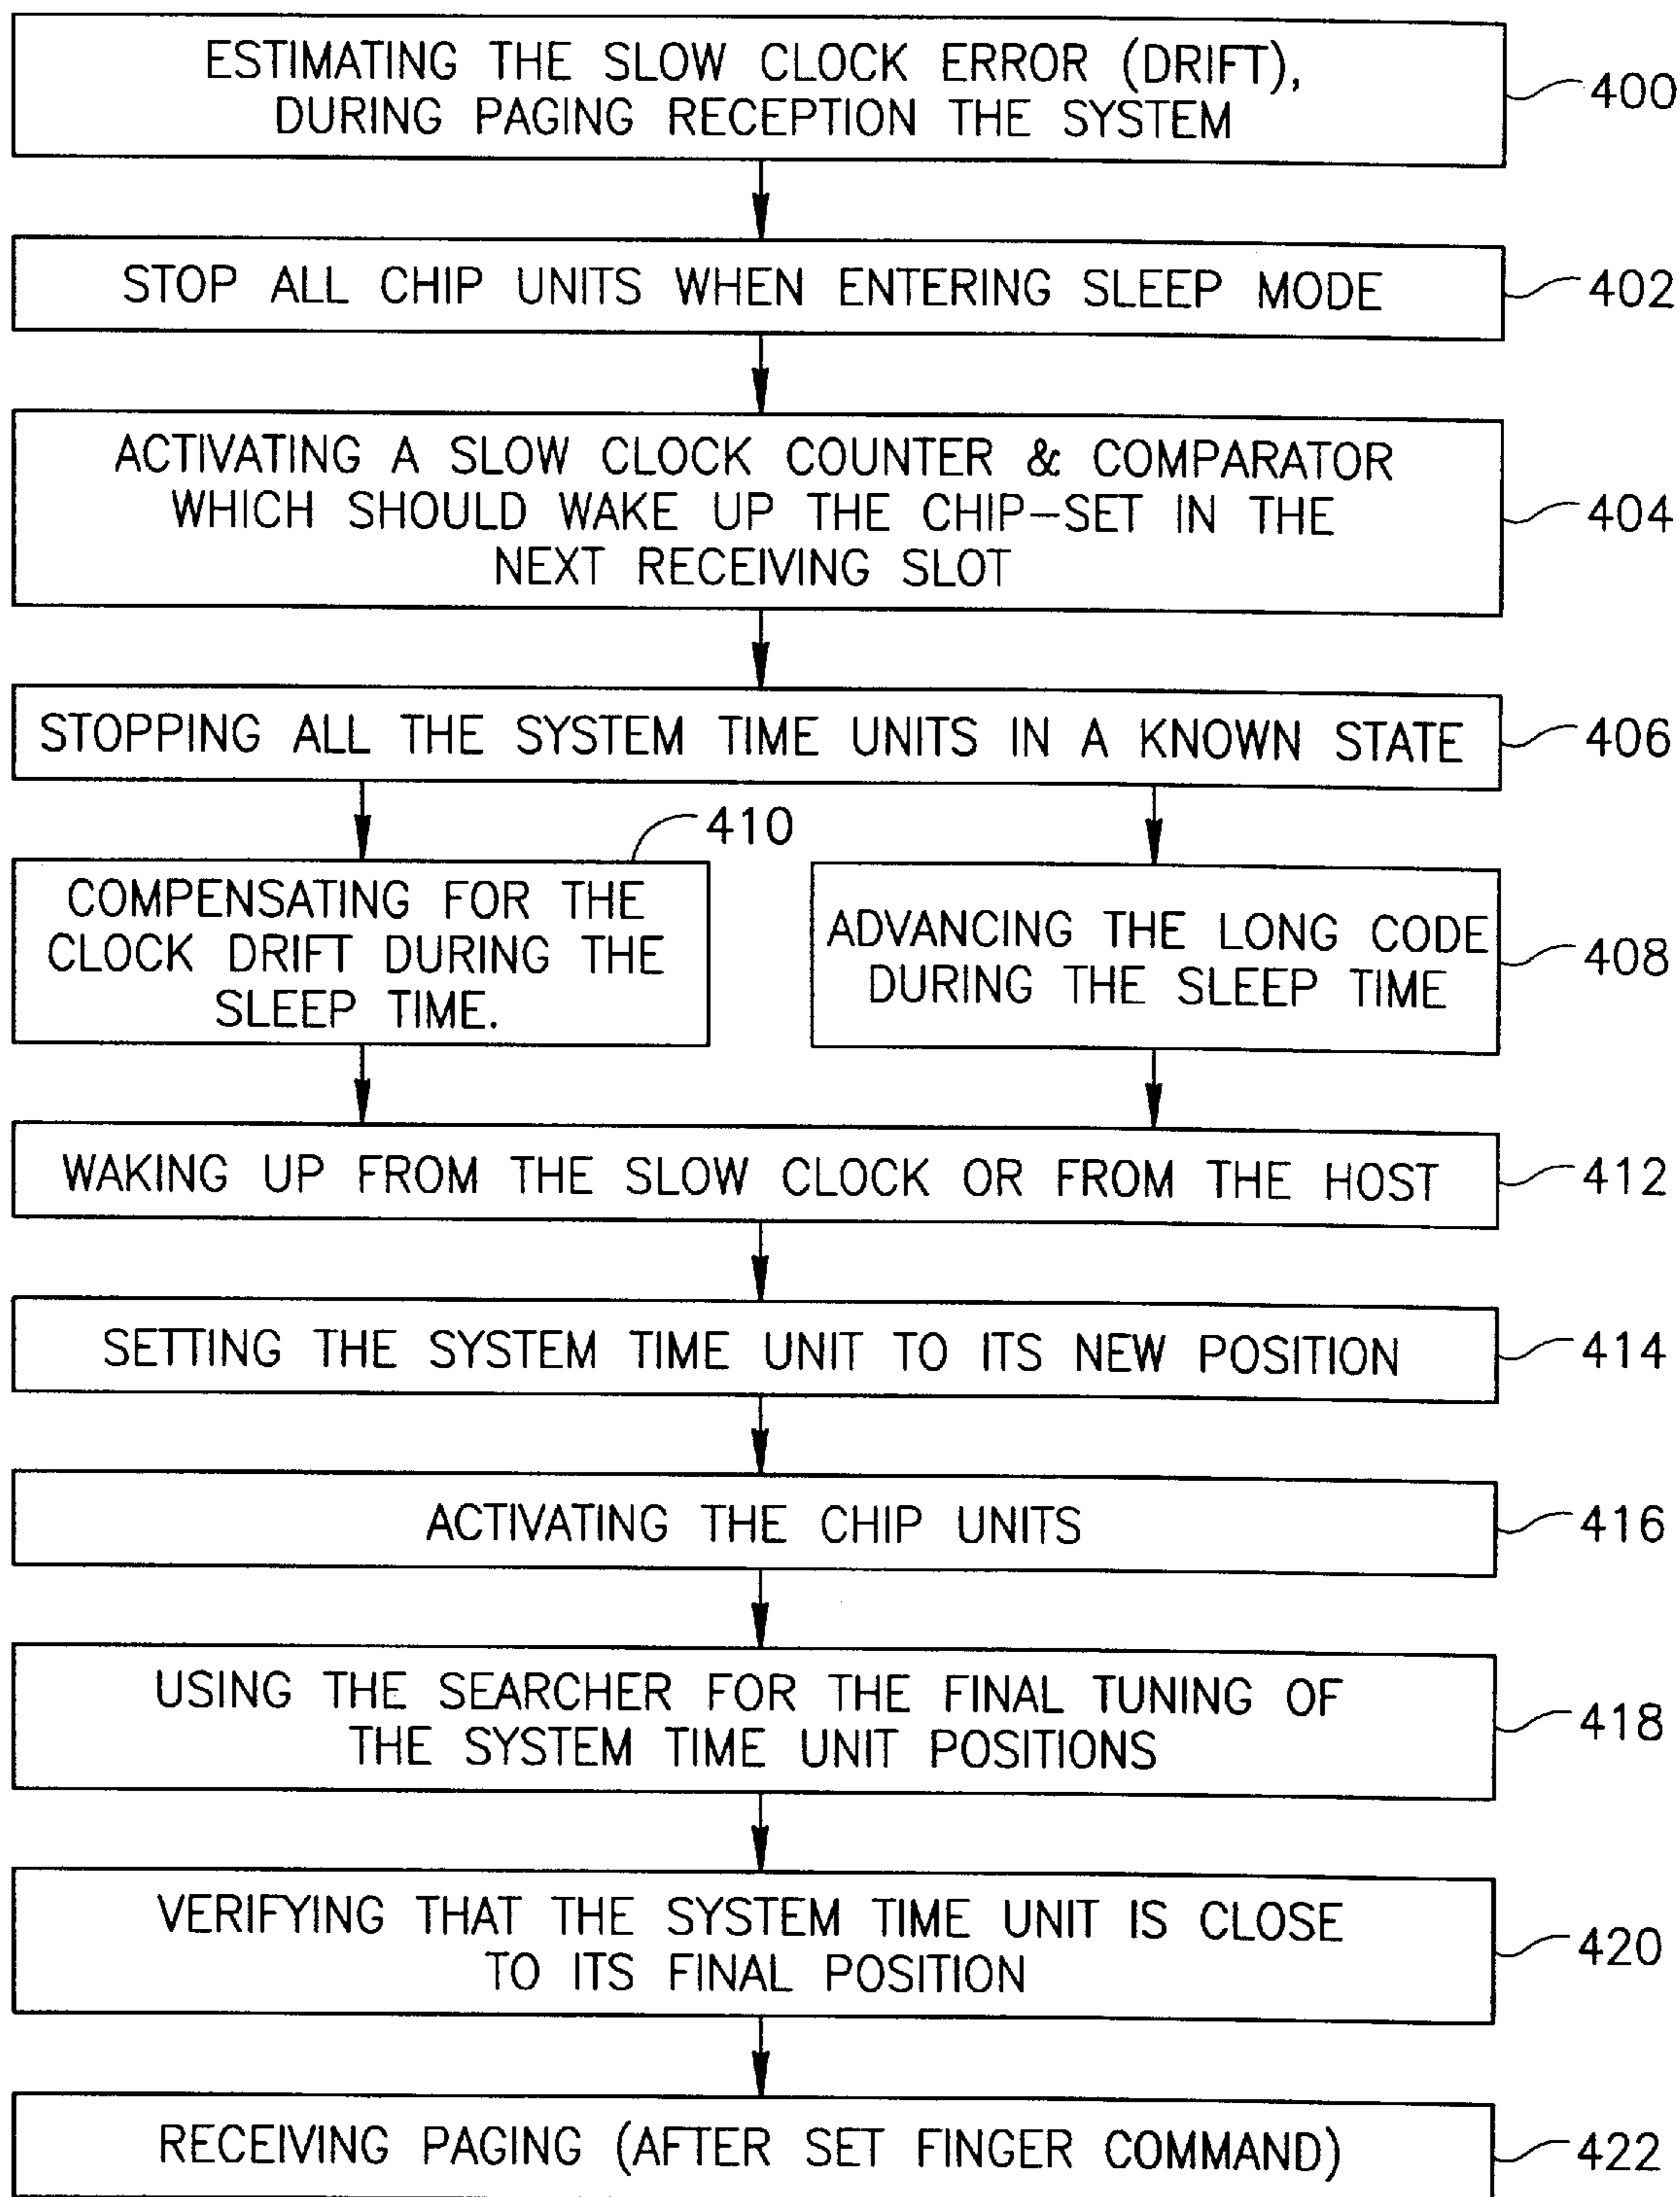 ESTIMATING THE SLOW CLOCK ERROR (DRIFT),
DURING PAGING RECEPTION THE SYSTEM
400
STOP ALL CHIP UNITS WHEN ENTERING SLEEP MODE
402
ACTIVATING A SLOW CLOCK COUNTER & COMPARATOR
WHICH SHOULD WAKE UP THE CHIP-SET IN THE
NEXT RECEIVING SLOT
404
STOPPING ALL THE SYSTEM TIME UNITS IN A KNOWN STATE
406
410
COMPENSATING FOR THE
CLOCK DRIFT DURING THE
SLEEP TIME.
ADVANCING THE LONG CODE
DURING THE SLEEP TIME
408
WAKING UP FROM THE SLOW CLOCK OR FROM THE HOST
412
SETTING THE SYSTEM TIME UNIT TO ITS NEW POSITION
414
ACTIVATING THE CHIP UNITS
416
USING THE SEARCHER FOR THE FINAL TUNING OF
THE SYSTEM TIME UNIT POSITIONS
418
VERIFYING THAT THE SYSTEM TIME UNIT IS CLOSE
TO ITS FINAL POSITION
420
RECEIVING PAGING (AFTER SET FINGER COMMAND)
422